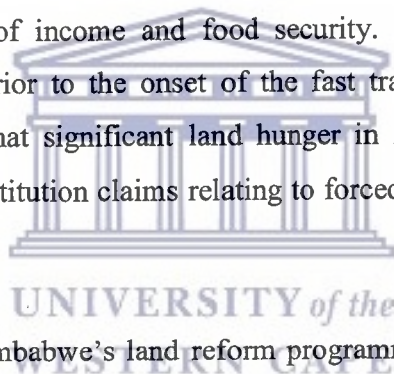 of income and food security.
rior to the onset of the fast tra
hat significant land hunger in
stitution claims relating to forced
UNIVERSITY of the
mbabwe's land reform programm
WESTERN CAPE